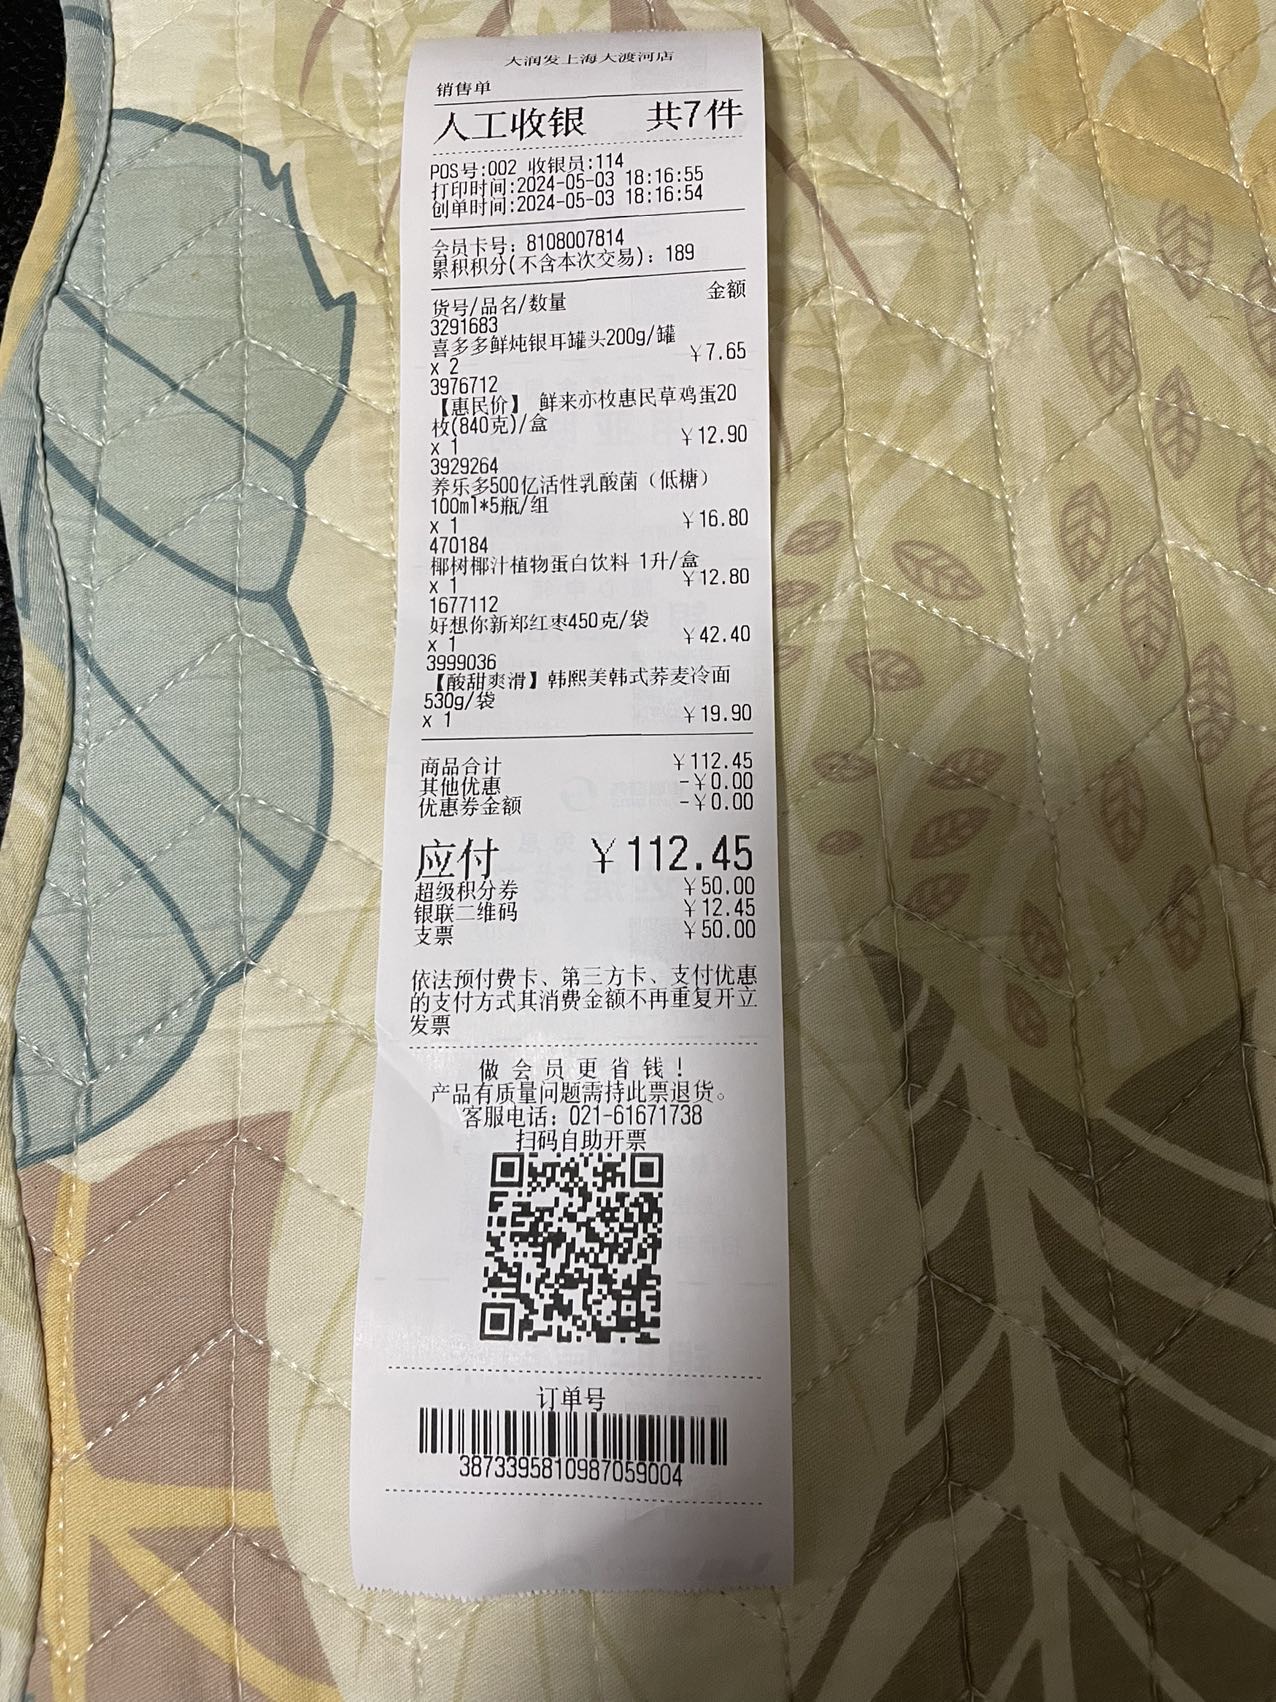 大润发上海大渡河店
销售单
人工收银 共7件
POS号:002 收银员:114
打印时间:2024-05-03 18:16:55
创单时间:2024-05-03 18:16:54
会员卡号: 8108007814
累积积分(不含本次交易): 189
货号/品名/数量 金额
3291683
喜多多鲜炖银耳罐头200g/罐
x 2 ¥7.65
3976712
【惠民价】 鲜来亦枚惠民草鸡蛋20
枚(840克)/盒
x 1 ¥12.90
3929264
养乐多500亿活性乳酸菌（低糖）
100ml*5瓶/组
x 1 ¥16.80
470184
椰树椰汁植物蛋白饮料 1升/盒
x 1 ¥12.80
1677112
好想你新郑红枣450克/袋
x 1 ¥42.40
3999036
【酸甜爽滑】韩熙美韩式荞麦冷面
530g/袋
x 1 ¥19.90
商品合计 ¥112.45
其他优惠 -¥0.00
优惠券金额 -¥0.00
应付 ¥112.45
超级积分券 ¥50.00
银联二维码 ¥12.45
支票 ¥50.00
依法预付费卡、第三方卡、支付优惠
的支付方式其消费金额不再重复开立
发票
做会员更省钱!
产品有质量问题需持此票退货。
客服电话: 021-61671738
扫码自助开票
订单号
3873395810987059004